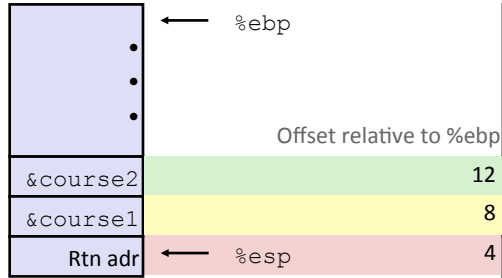 %ebp
Offset relative to %ebp
&course2 12
&course1 8
Rtn adr %esp 4